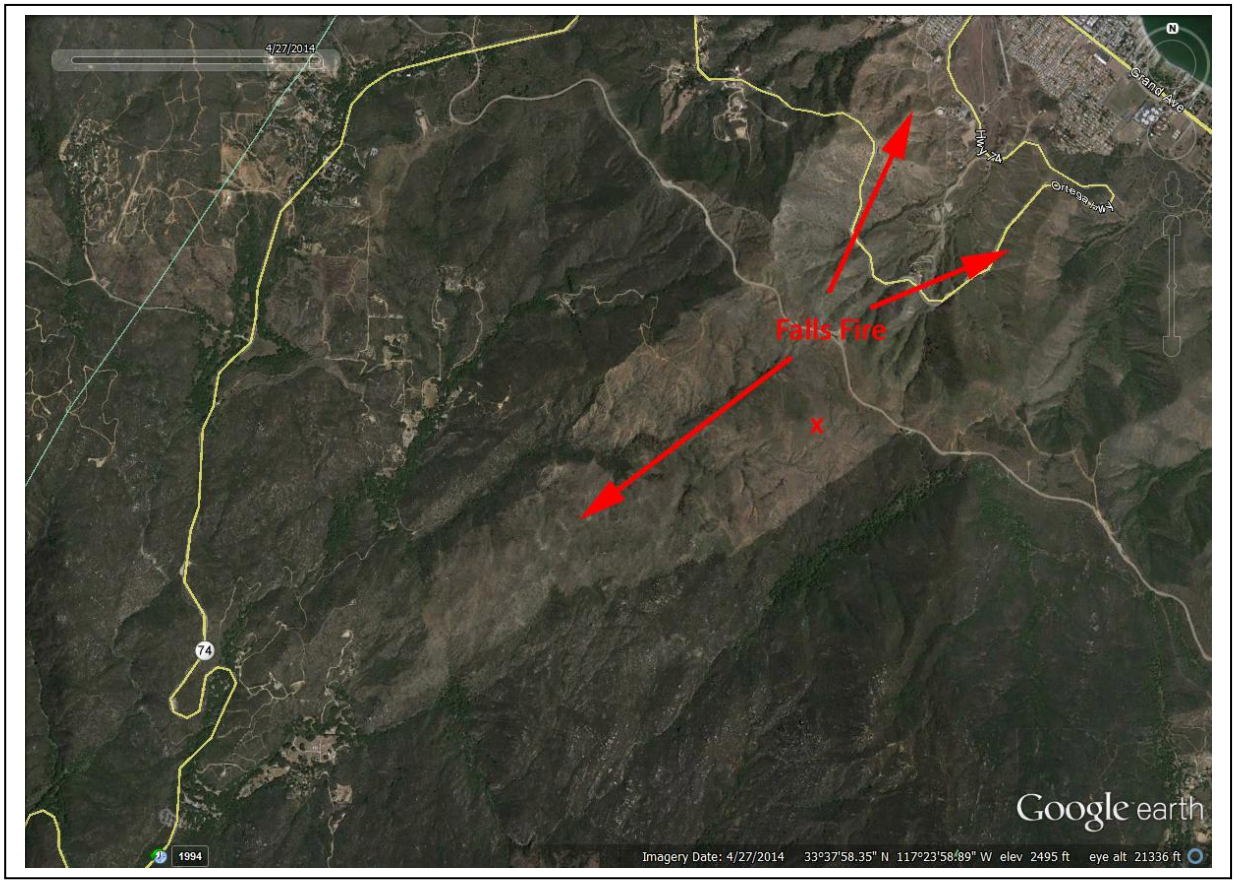 4/27/2014
N
Grand Ave
Hwy 74
Ortega Hwy
Falls Fire
x
74
Google earth
1994
Imagery Date: 4/27/2014 33°37'58.35" N 117°23'58.89" W elev 2495 ft eye alt 21336 ft